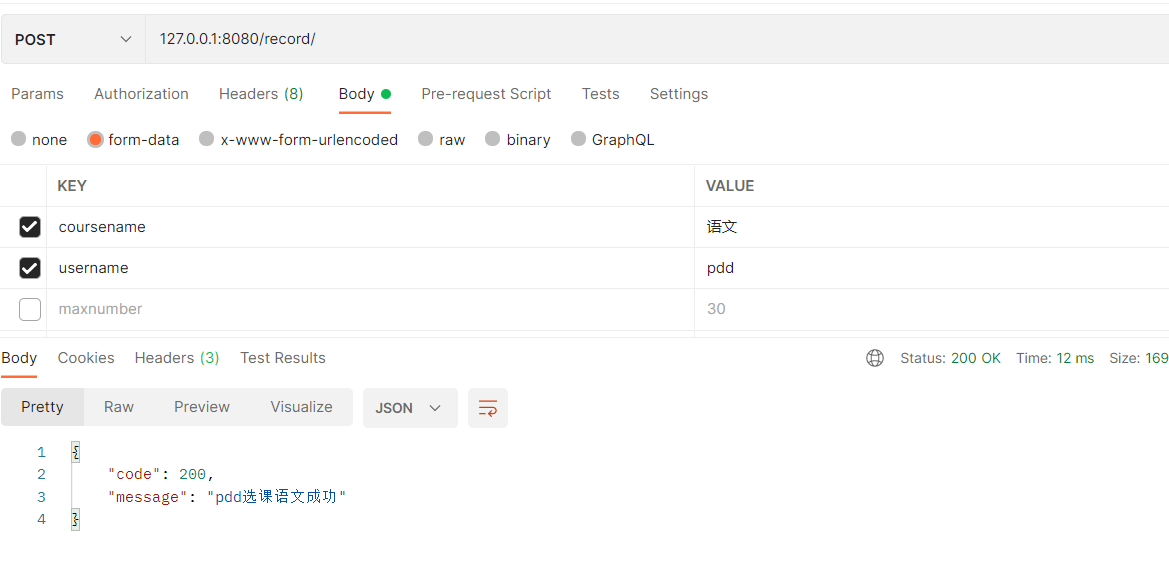 POST 127.0.0.1:8080/record/
Params Authorization Headers (8) Body Pre-request Script Tests Settings
none form-data x-www-form-urlencoded raw binary GraphQL
KEY VALUE
coursename 语文
username pdd
maxnumber 30
Body Cookies Headers (3) Test Results Status: 200 OK Time: 12 ms Size: 169
Pretty Raw Preview Visualize JSON
1 {
2 "code": 200,
3 "message": "pdd选课语文成功"
4 }